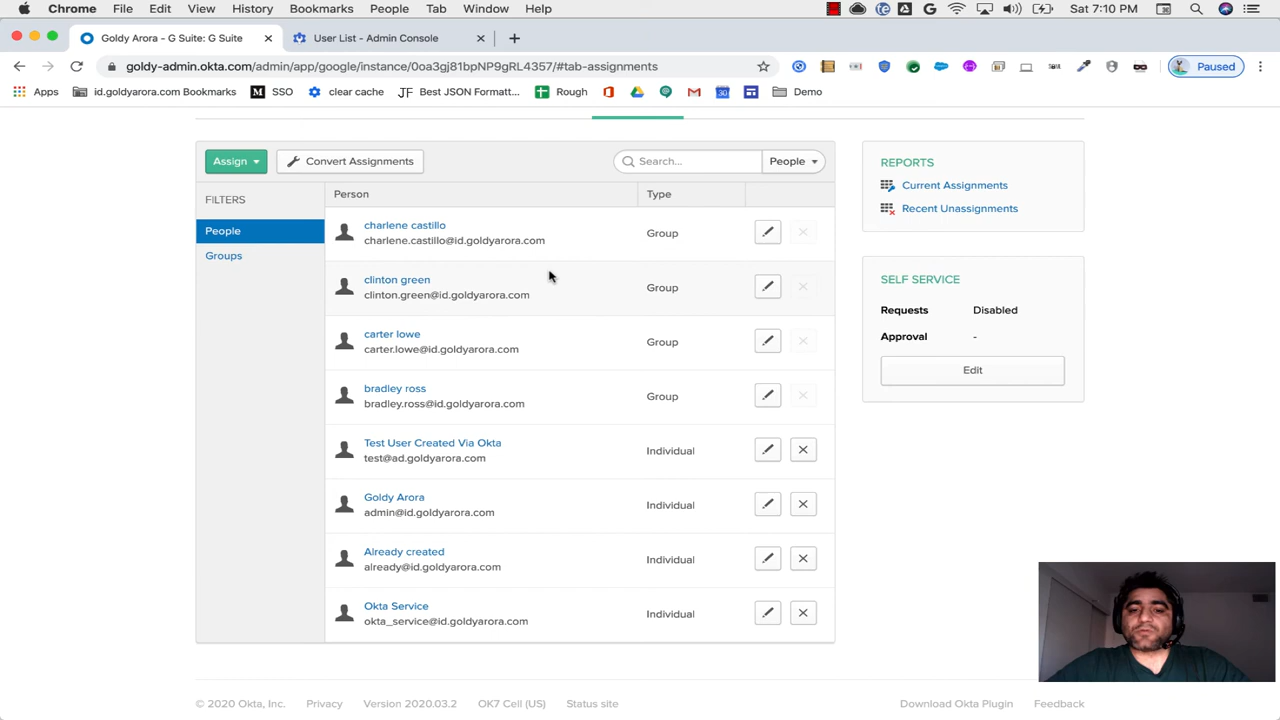 Chrome File Edit View History Bookmarks People Tab Window Help Sat 7:10 PM
Goldy Arora - G Suite: G Suite User List - Admin Console
goldy-admin.okta.com/admin/app/google/instance/0oa3gj81bpNP9gRL4357/#tab-assignments Paused
Apps id.goldyarora.com Bookmarks SSO clear cache Best JSON Formatt... Rough Demo
Assign Convert Assignments Search... People
FILTERS
People
Groups
Person Type
charlene castillo
charlene.castillo@id.goldyarora.com
Group
clinton green
clinton.green@id.goldyarora.com
Group
carter lowe
carter.lowe@id.goldyarora.com
Group
bradley ross
bradley.ross@id.goldyarora.com
Group
Test User Created Via Okta
test@ad.goldyarora.com
Individual
Goldy Arora
admin@id.goldyarora.com
Individual
Already created
already@id.goldyarora.com
Individual
Okta Service
okta_service@id.goldyarora.com
Individual
REPORTS
Current Assignments
Recent Unassignments
SELF SERVICE
Requests Disabled
Approval -
Edit
© 2020 Okta, Inc. Privacy Version 2020.03.2 OK7 Cell (US) Status site Download Okta Plugin Feedback